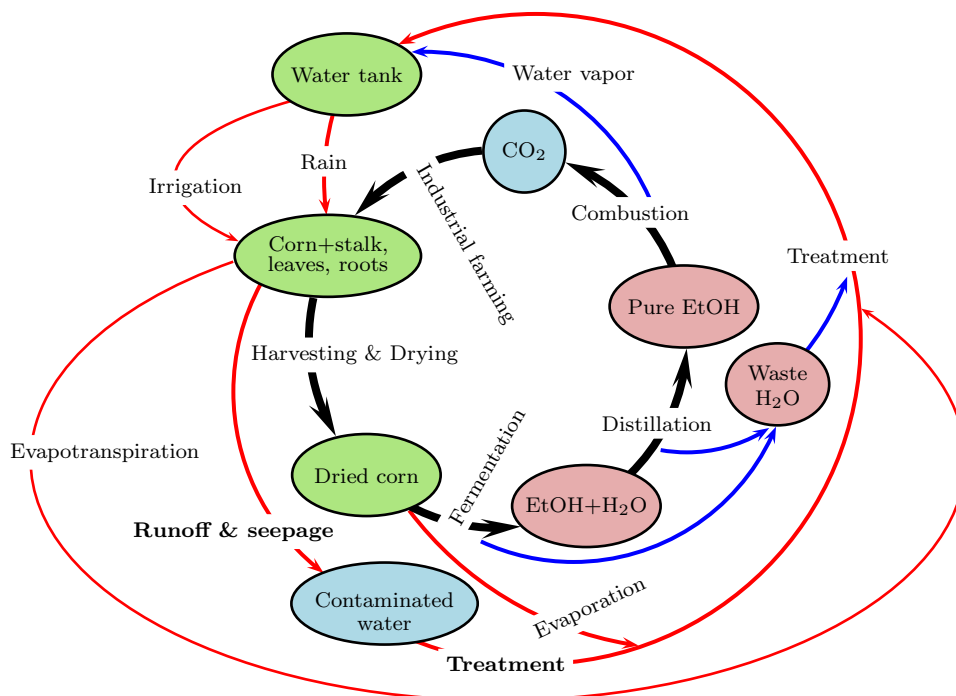 Water tank
Water vapor
CO₂
Rain
Irrigation
Industrial farming
Combustion
Corn+stalk,
leaves, roots
Treatment
Pure EtOH
Harvesting & Drying
Waste
H₂O
Distillation
Evapotranspiration
Dried corn
Fermentation
EtOH+H₂O
Runoff & seepage
Contaminated
water
Evaporation
Treatment